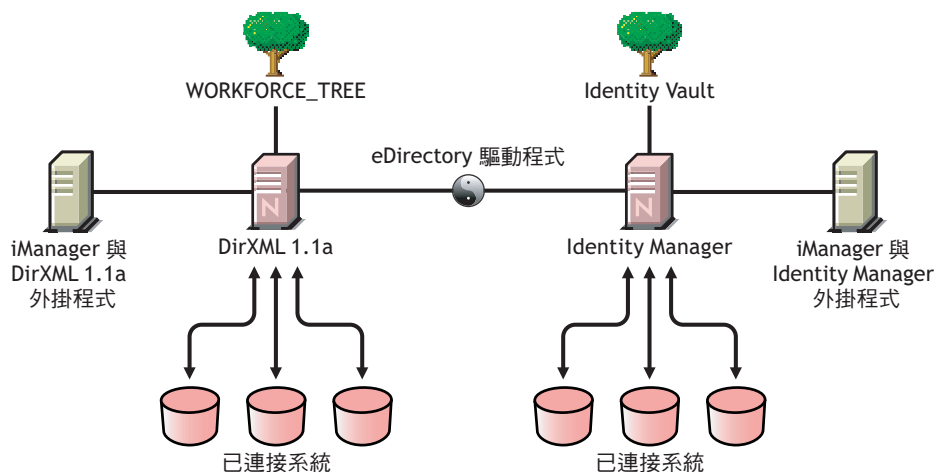 WORKFORCE_TREE
Identity Vault
eDirectory 驅動程式
N
N
iManager 與
DirXML 1.1a
外掛程式
DirXML 1.1a
Identity Manager
iManager 與
Identity Manager
外掛程式
已連接系統
已連接系統